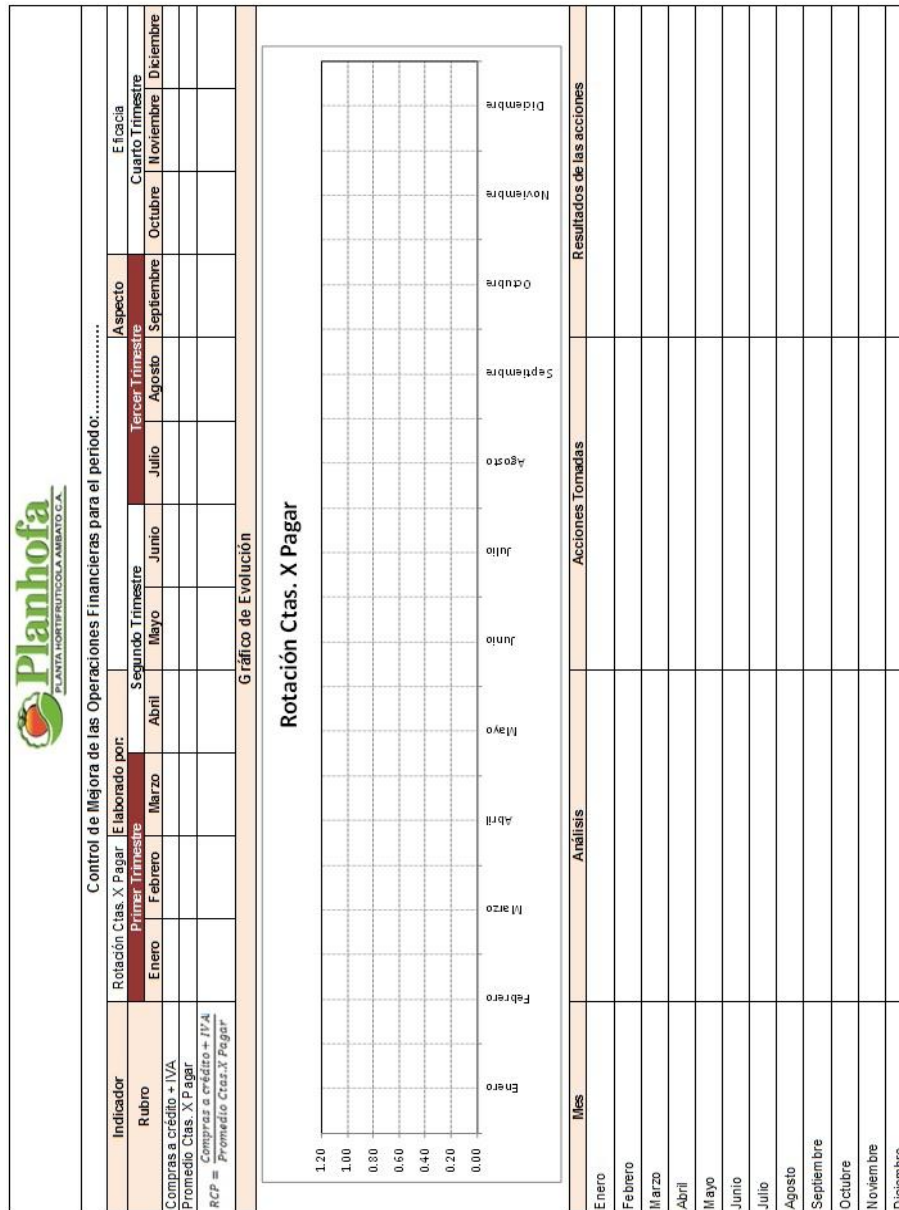 Planhofa
PLANTA HORTIFRUTICOLA AMBATO C.A.
Control de Mejora de las Operaciones Financieras para el periodo:................
Indicador Rotación Ctas. X Pagar Elaborado por: Aspecto Eficacia
Rubro Primer Trimestre Segundo Trimestre Tercer Trimestre Cuarto Trimestre
Enero Febrero Marzo Abril Mayo Junio Julio Agosto Septiembre Octubre Noviembre Diciembre
Compras a crédito + IVA
Promedio Ctas. X Pagar
RCP = Compras a crédito + IVA
Promedio Ctas.X Pagar
Gráfico de Evolución
Rotación Ctas. X Pagar
1.20
1.00
0.80
0.60
0.40
0.20
0.00
Enero Febrero Marzo Abril Mayo Junio Julio Agosto Septiembre Octubre Noviembre Diciembre
Mes Análisis Acciones Tomadas Resultados de las acciones
Enero
Febrero
Marzo
Abril
Mayo
Junio
Julio
Agosto
Septiembre
Octubre
Noviembre
Diciembre